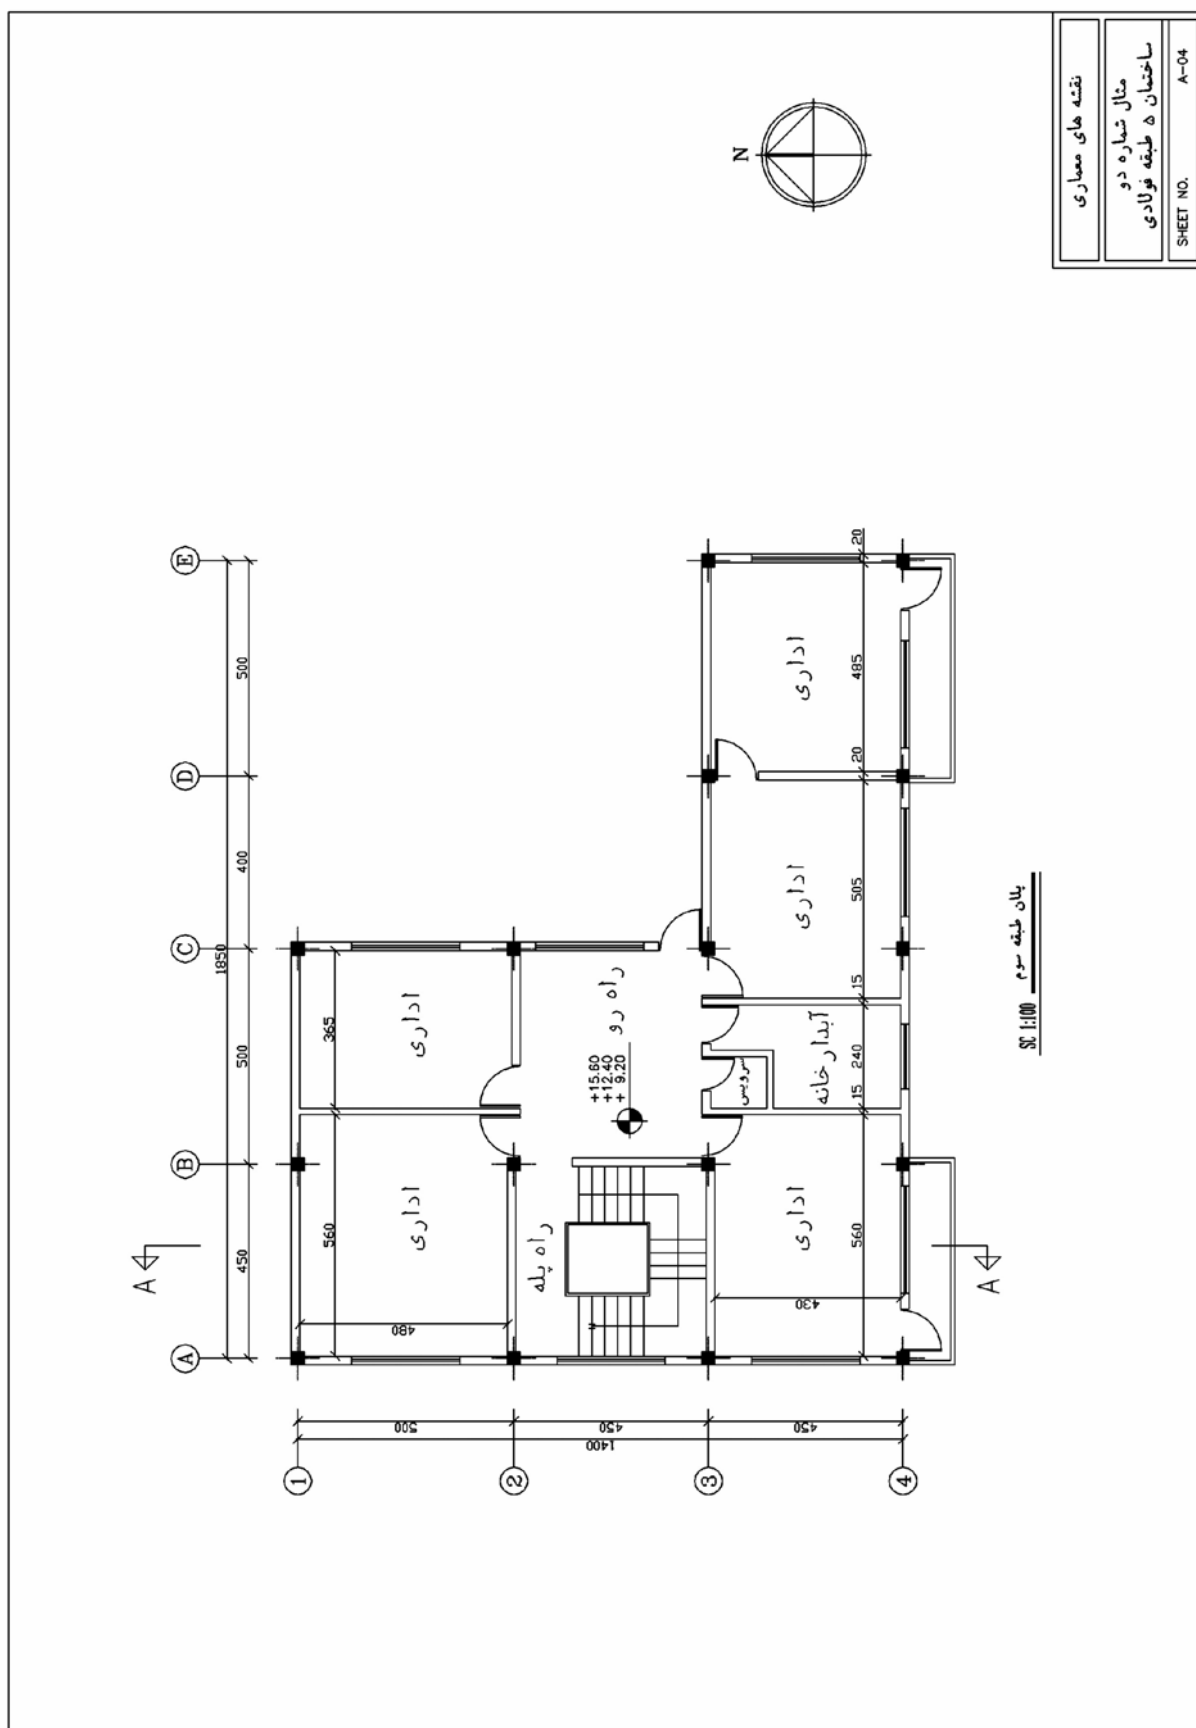 نقشه های معماری
مثال شماره دو
ساختمان ۵ طبقه فولادی
SHEET NO. A-04
N
E
D
C
B
A
1850
500
400
500
450
A
A
1
2
3
4
500
450
450
1400
اداری
365
اداری
560
480
راه رو
+15.60
+12.40
+ 9.20
راه پله
اداری
اداری
آبدار خانه
سرویس
اداری
20
485
20
505
15
240
15
560
430
پلان طبقه سوم
SC 1:100